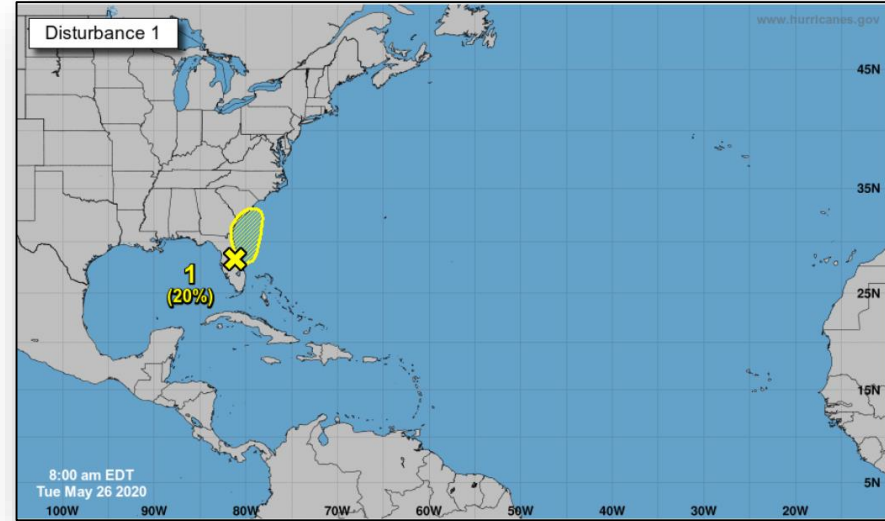 Disturbance 1
www.hurricanes.gov
45N
35N
1
(20%)
25N
15N
8:00 am EDT
Tue May 26 2020
5N
100W 90W 80W 70W 60W 50W 40W 30W 20W